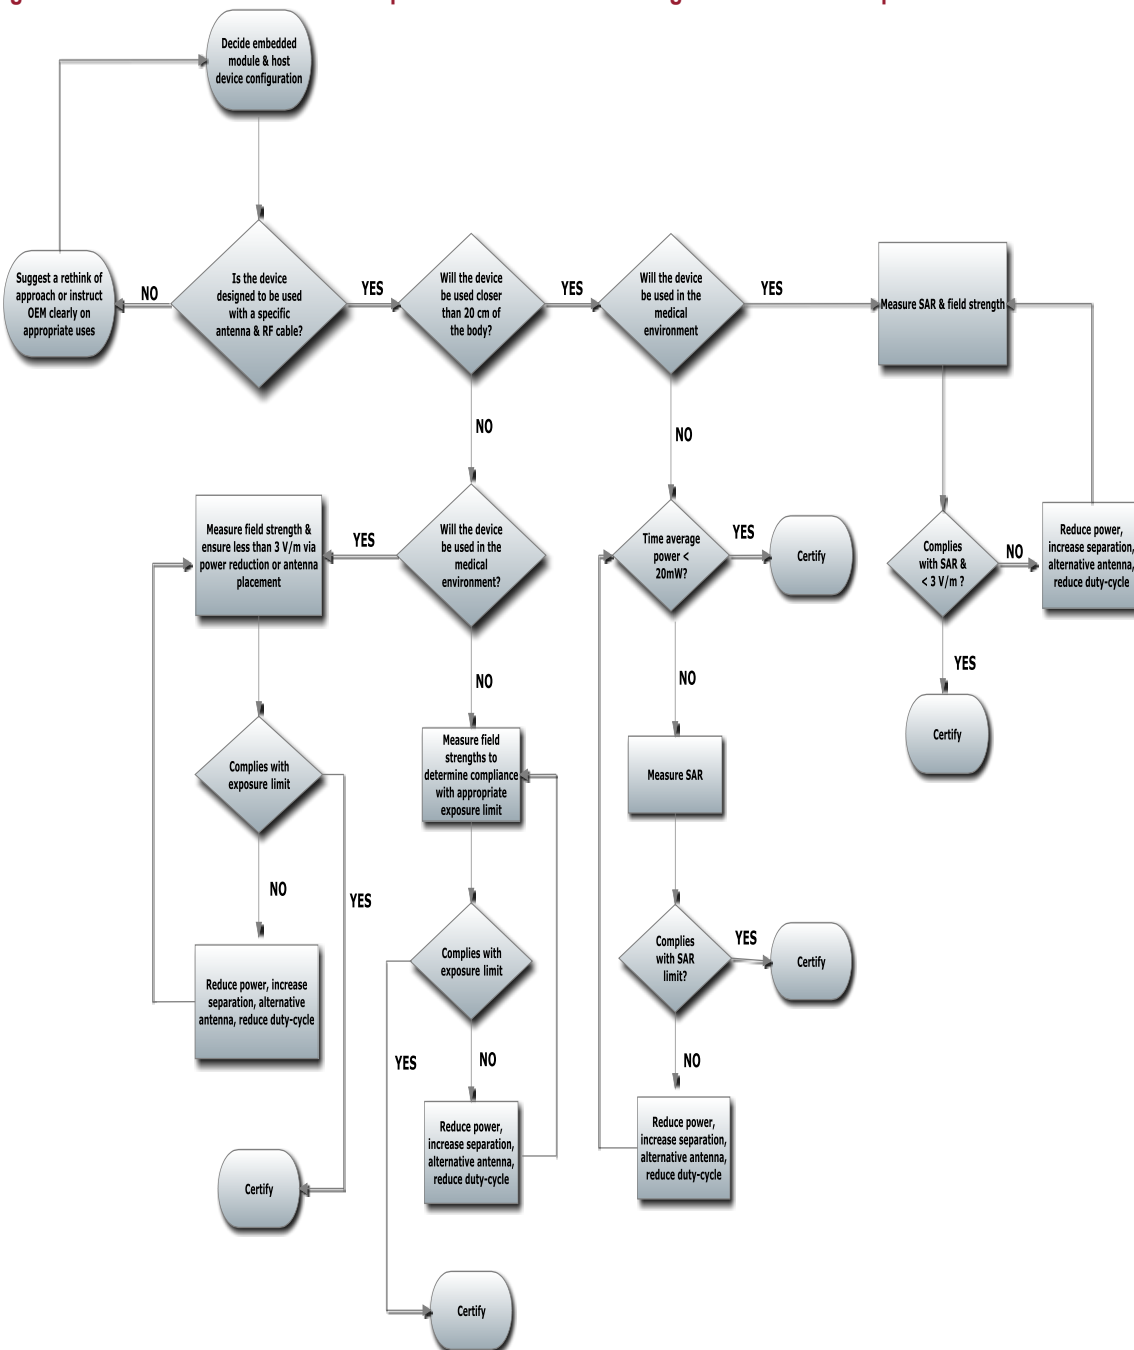 Decide embedded
module & host
device configuration
Suggest a rethink of
approach or instruct
OEM clearly on
appropriate uses
NO
Is the device
designed to be used
with a specific
antenna & RF cable?
YES
Will the device
be used closer
than 20 cm of
the body?
YES
Will the device
be used in the
medical
environment
YES
Measure SAR & field strength
NO
NO
Measure field strength &
ensure less than 3 V/m via
power reduction or antenna
placement
YES
Will the device
be used in the
medical
environment?
Time average
power <
20mW?
YES
Certify
Complies
with SAR &
< 3 V/m ?
NO
Reduce power,
increase separation,
alternative antenna,
reduce duty-cycle
NO
NO
YES
Certify
Complies with
exposure limit
Measure field
strengths to
determine compliance
with appropriate
exposure limit
Measure SAR
NO
YES
Complies with
exposure limit
Complies
with SAR
limit?
YES
Certify
Reduce power, increase
separation, alternative
antenna, reduce duty-cycle
YES
NO
NO
Reduce power,
increase separation,
alternative antenna,
reduce duty-cycle
Reduce power,
increase separation,
alternative antenna,
reduce duty-cycle
Certify
Certify